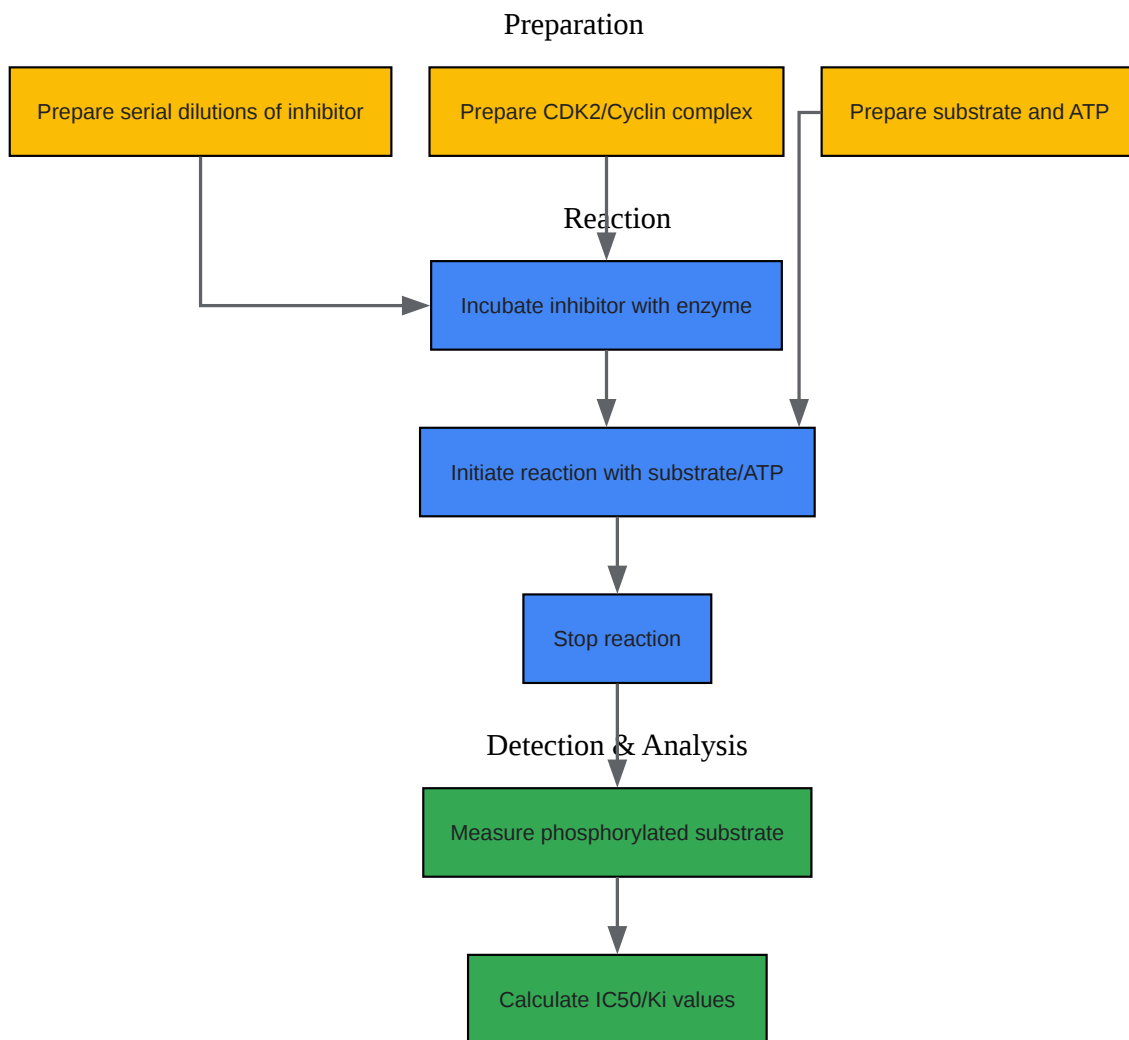 Preparation
Prepare serial dilutions of inhibitor
Prepare CDK2/Cyclin complex
Prepare substrate and ATP
Reaction
Incubate inhibitor with enzyme
Initiate reaction with substrate/ATP
Stop reaction
Detection & Analysis
Measure phosphorylated substrate
Calculate IC50/Ki values